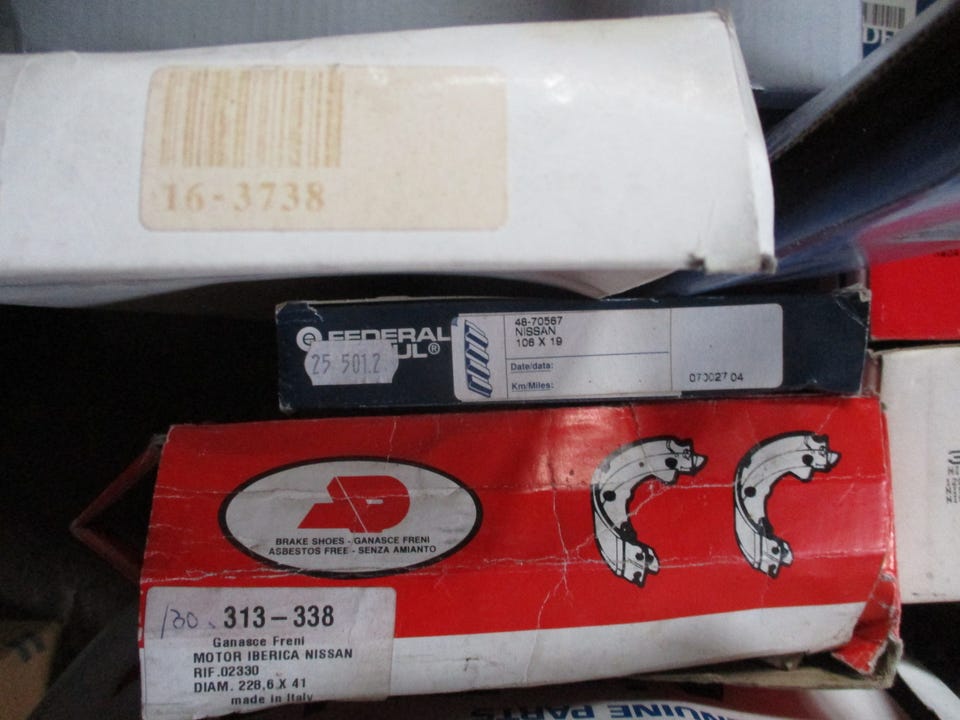 16-3738
FEDERAL
25 501.2
48-70567
NISSAN
106 X 19
Date/data:
Km/Miles:
BRAKE SHOES - GANASCE FRENI
ASBESTOS FREE - SENZA AMIANTO
130. 313-338
Ganasce Freni
MOTOR IBERICA NISSAN
RIF.02330
DIAM. 228,6 X 41
made in Italy
NUINE PARTS